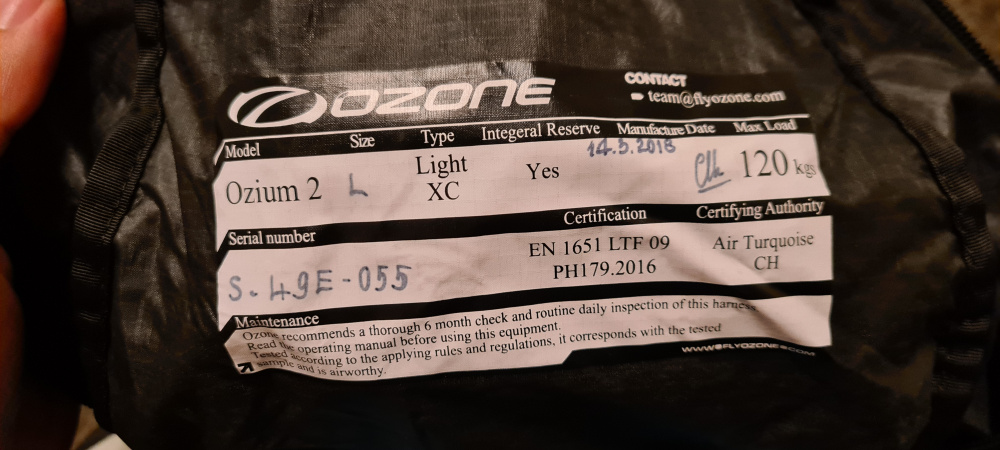 OZONE
CONTACT
team@flyozone.com
Model Size Type Integeral Reserve Manufacture Date Max Load
Ozium 2 L Light XC Yes 14.5.2018 120 kgs
Serial number Certification Certifying Authority
S-49E-055 EN 1651 LTF 09 Air Turquoise
PH179.2016 CH
Maintenance
Ozone recommends a thorough 6 month check and routine daily inspection of this harness
Read the operating manual before using this equipment.
Tested according to the applying rules and regulations, it corresponds with the tested
sample and is airworthy.
WWW.FLYOZONE.COM